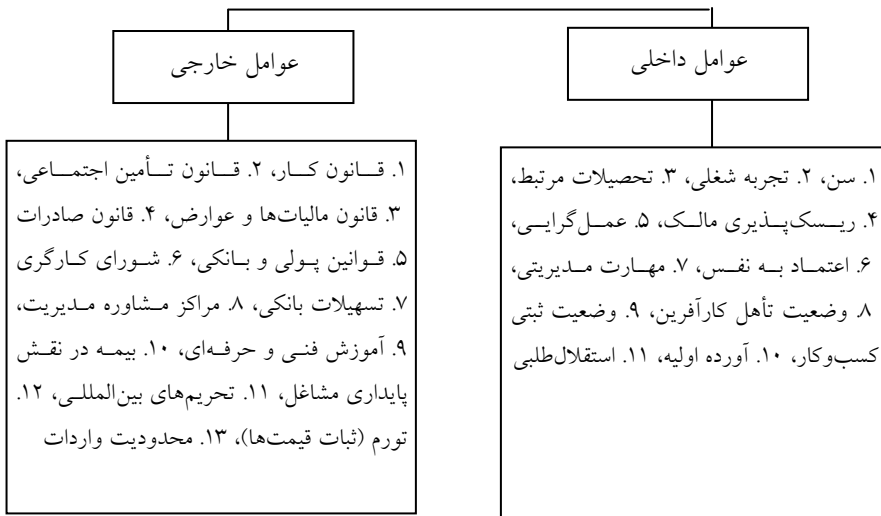 عوامل داخلی
۱. سن، ۲. تجربه شغلی، ۳. تحصیلات مرتبط،
۴. ریسک‌پذیری مالک، ۵. عمل‌گرایی،
۶. اعتماد به نفس، ۷. مهارت مدیریتی،
۸. وضعیت تأهل کارآفرین، ۹. وضعیت ثبتی
کسب‌وکار، ۱۰. آورده اولیه، ۱۱. استقلال‌طلبی
عوامل خارجی
۱. قانون کار، ۲. قانون تأمین اجتماعی،
۳. قانون مالیات‌ها و عوارض، ۴. قانون صادرات
۵. قوانین پولی و بانکی، ۶. شورای کارگری
۷. تسهیلات بانکی، ۸. مراکز مشاوره مدیریت،
۹. آموزش فنی و حرفه‌ای، ۱۰. بیمه در نقش
پایداری مشاغل، ۱۱. تحریم‌های بین‌المللی، ۱۲.
تورم (ثبات قیمت‌ها)، ۱۳. محدودیت واردات